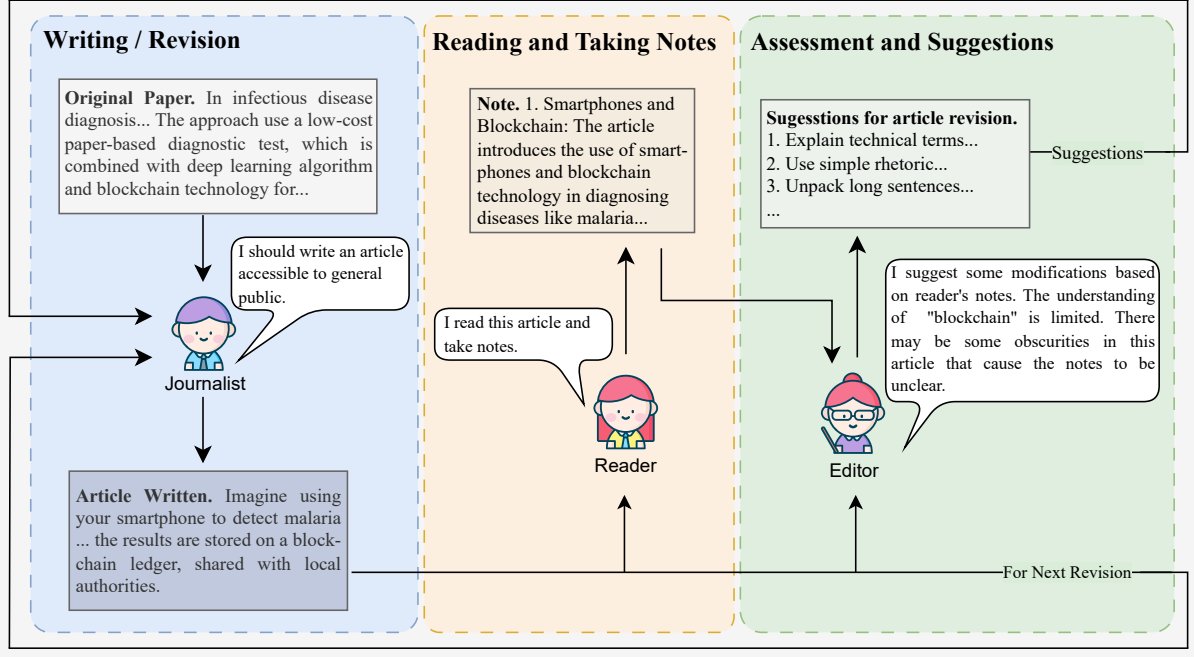 Writing / Revision
Original Paper. In infectious disease
diagnosis... The approach use a low-cost
paper-based diagnostic test, which is
combined with deep learning algorithm
and blockchain technology for...
I should write an article
accessible to general
public.
Journalist
Article Written. Imagine using
your smartphone to detect malaria
... the results are stored on a block-
chain ledger, shared with local
authorities.
Reading and Taking Notes
Note. 1. Smartphones and
Blockchain: The article
introduces the use of smart-
phones and blockchain
technology in diagnosing
diseases like malaria...
I read this article and
take notes.
Reader
Assessment and Suggestions
Sugesstions for article revision.
1. Explain technical terms...
2. Use simple rhetoric...
3. Unpack long sentences...
...
Suggestions
I suggest some modifications based
on reader's notes. The understanding
of "blockchain" is limited. There
may be some obscurities in this
article that cause the notes to be
unclear.
Editor
For Next Revision